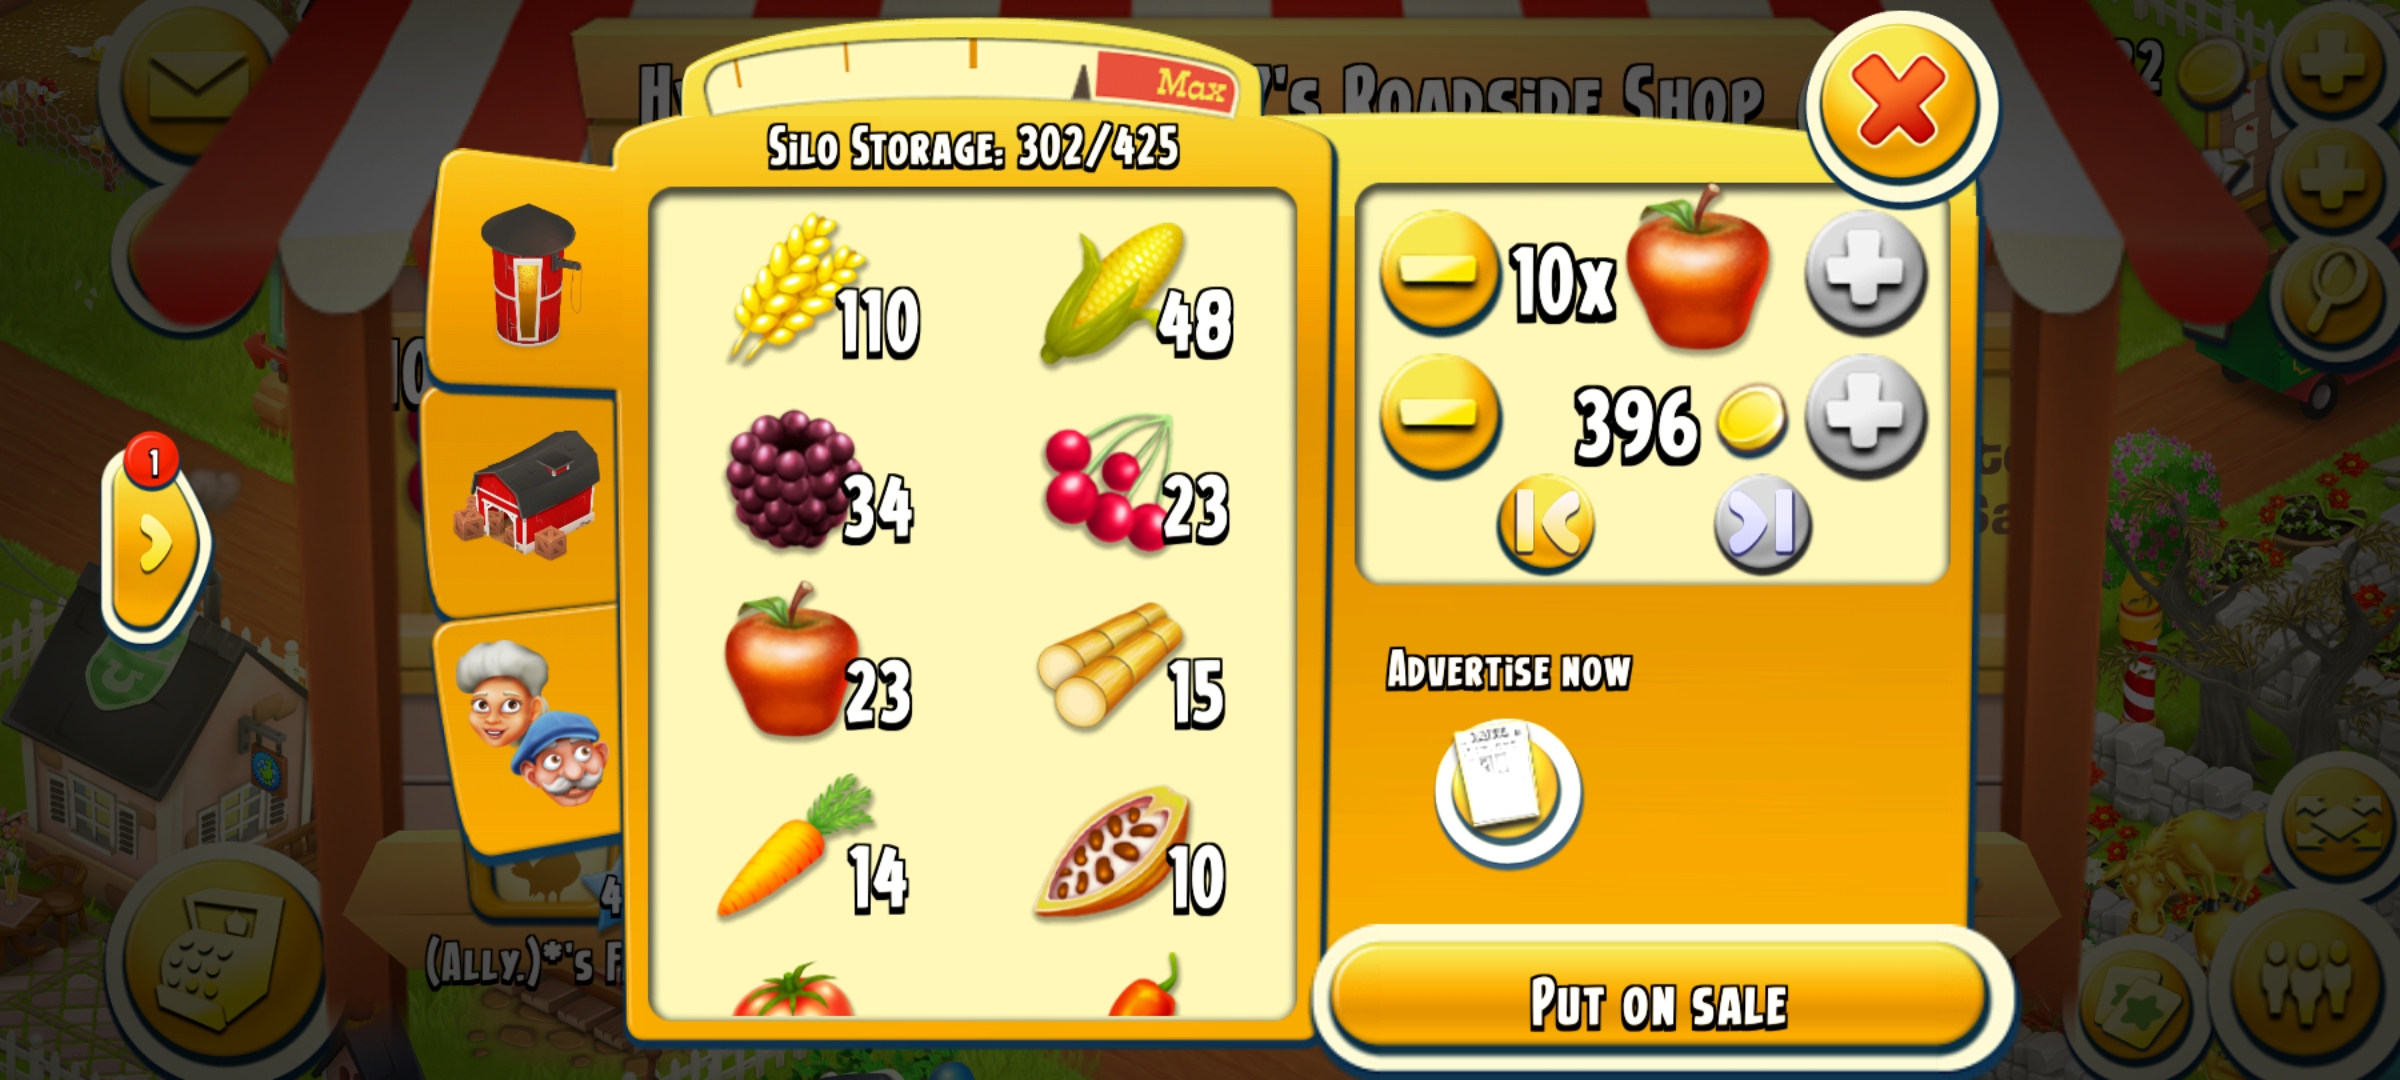 'S ROADSIDE SHOP
Max
SILO STORAGE: 302/425
110
48
10x
396
34
23
1
23
15
ADVERTISE NOW
14
10
(ALLY.)*'S F
PUT ON SALE